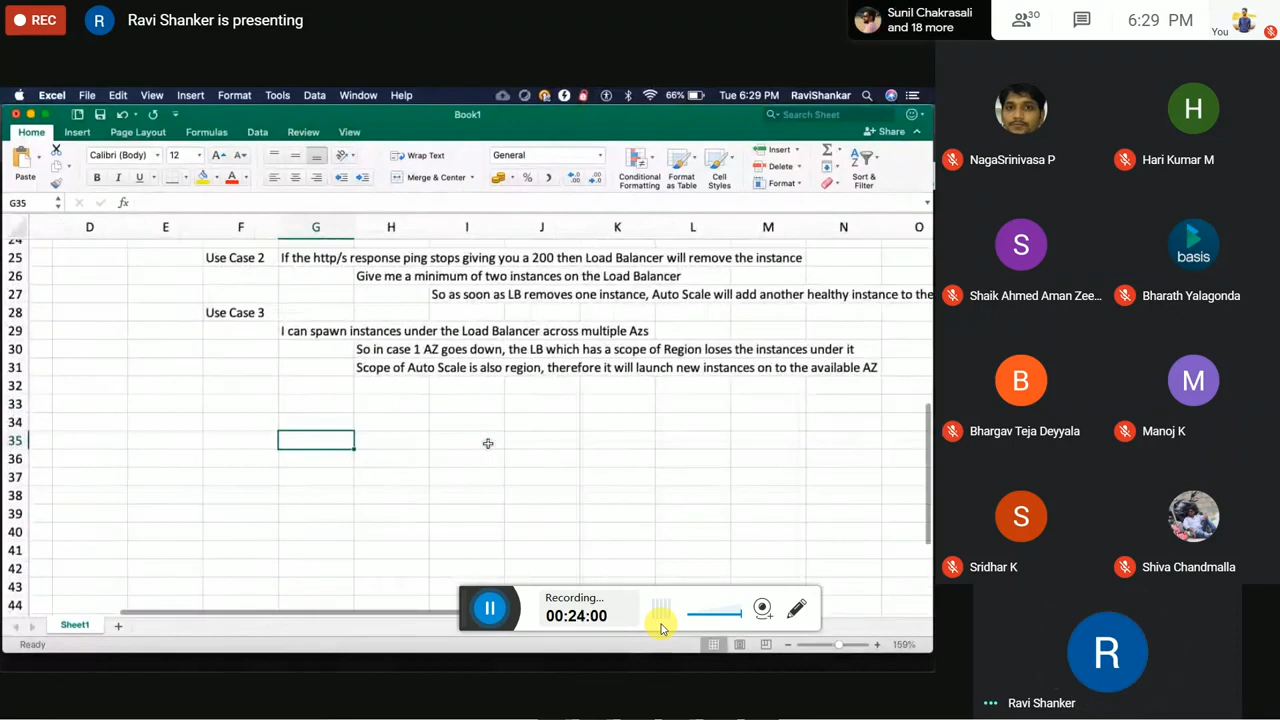 REC
R
Ravi Shanker is presenting
Sunil Chakrasali
and 18 more
30
6:29 PM
You
Excel File Edit View Insert Format Tools Data Window Help
66%
Tue 6:29 PM
RaviShankar
Book1
Search Sheet
Home Insert Page Layout Formulas Data Review View
Share
Paste
Calibri (Body)
12
A A
B I U
A
Wrap Text
Merge & Center
General
%
Conditional
Formatting
Format
as Table
Cell
Styles
Insert
Delete
Format
Sort &
Filter
G35
fx
D E F G H I J K L M N O
24
25 Use Case 2 If the http/s response ping stops giving you a 200 then Load Balancer will remove the instance
26 Give me a minimum of two instances on the Load Balancer
27 So as soon as LB removes one instance, Auto Scale will add another healthy instance to the
28 Use Case 3
29 I can spawn instances under the Load Balancer across multiple Azs
30 So in case 1 AZ goes down, the LB which has a scope of Region loses the instances under it
31 Scope of Auto Scale is also region, therefore it will launch new instances on to the available AZ
32
33
34
35
36
37
38
39
40
41
42
43
44
Sheet1
Ready
159%
Recording...
00:24:00
NagaSrinivasa P
H
Hari Kumar M
S
Shaik Ahmed Aman Zee...
basis
Bharath Yalagonda
B
Bhargav Teja Deyyala
M
Manoj K
S
Sridhar K
Shiva Chandmalla
R
Ravi Shanker